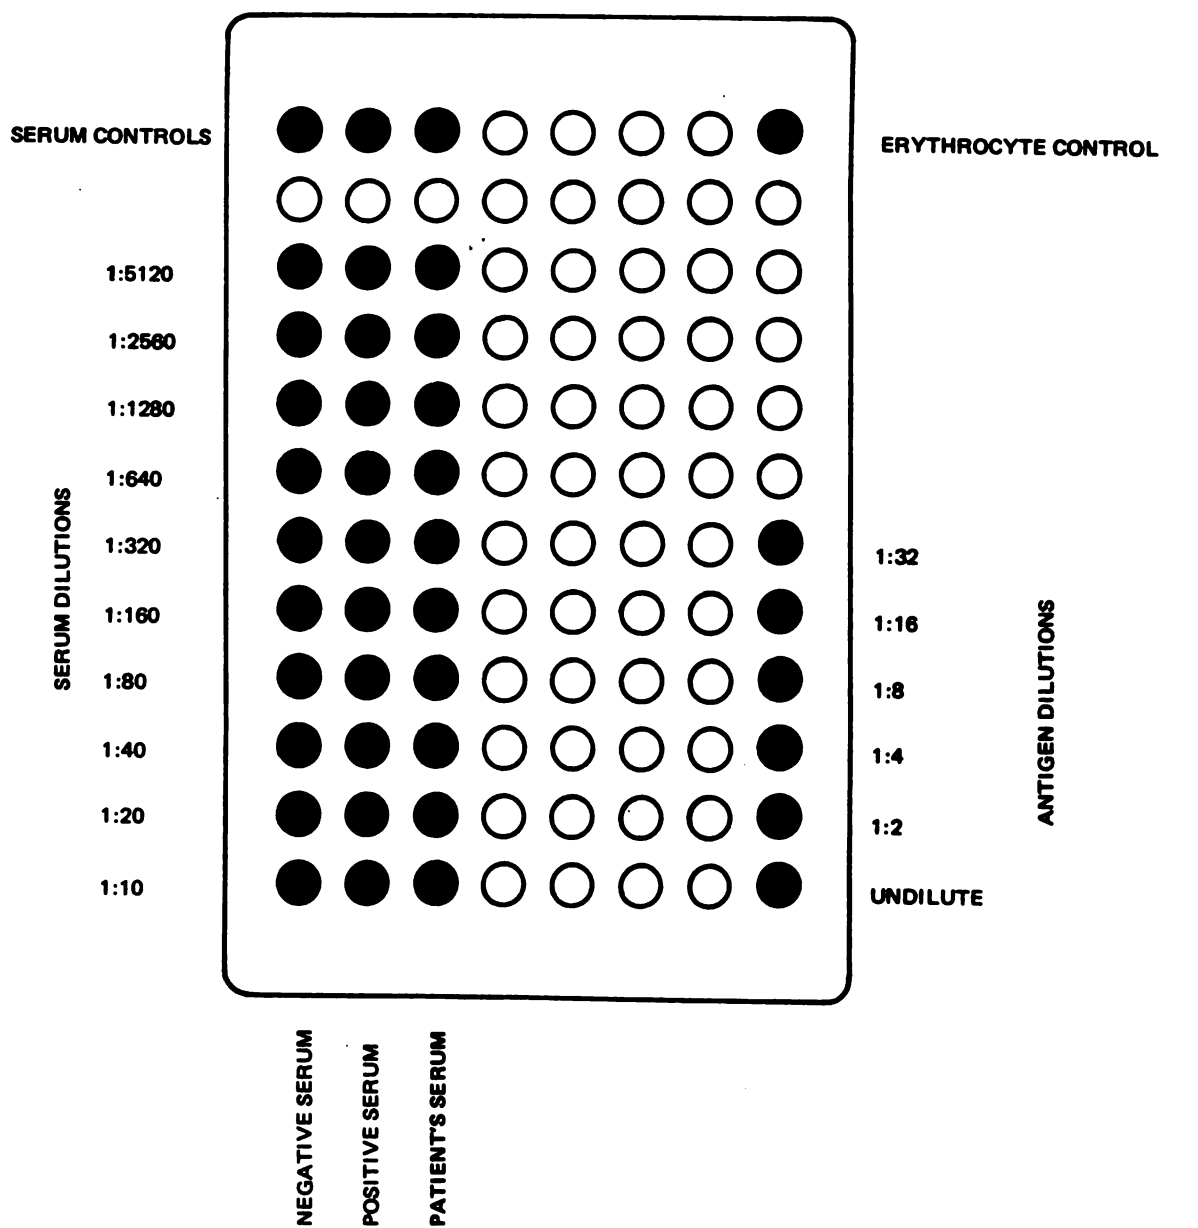 SERUM CONTROLS
ERYTHROCYTE CONTROL
1:5120
1:2560
1:1280
1:640
1:320
1:160
1:80
1:40
1:20
1:10
SERUM DILUTIONS
1:32
1:16
1:8
1:4
1:2
UNDILUTE
ANTIGEN DILUTIONS
NEGATIVE SERUM
POSITIVE SERUM
PATIENT'S SERUM